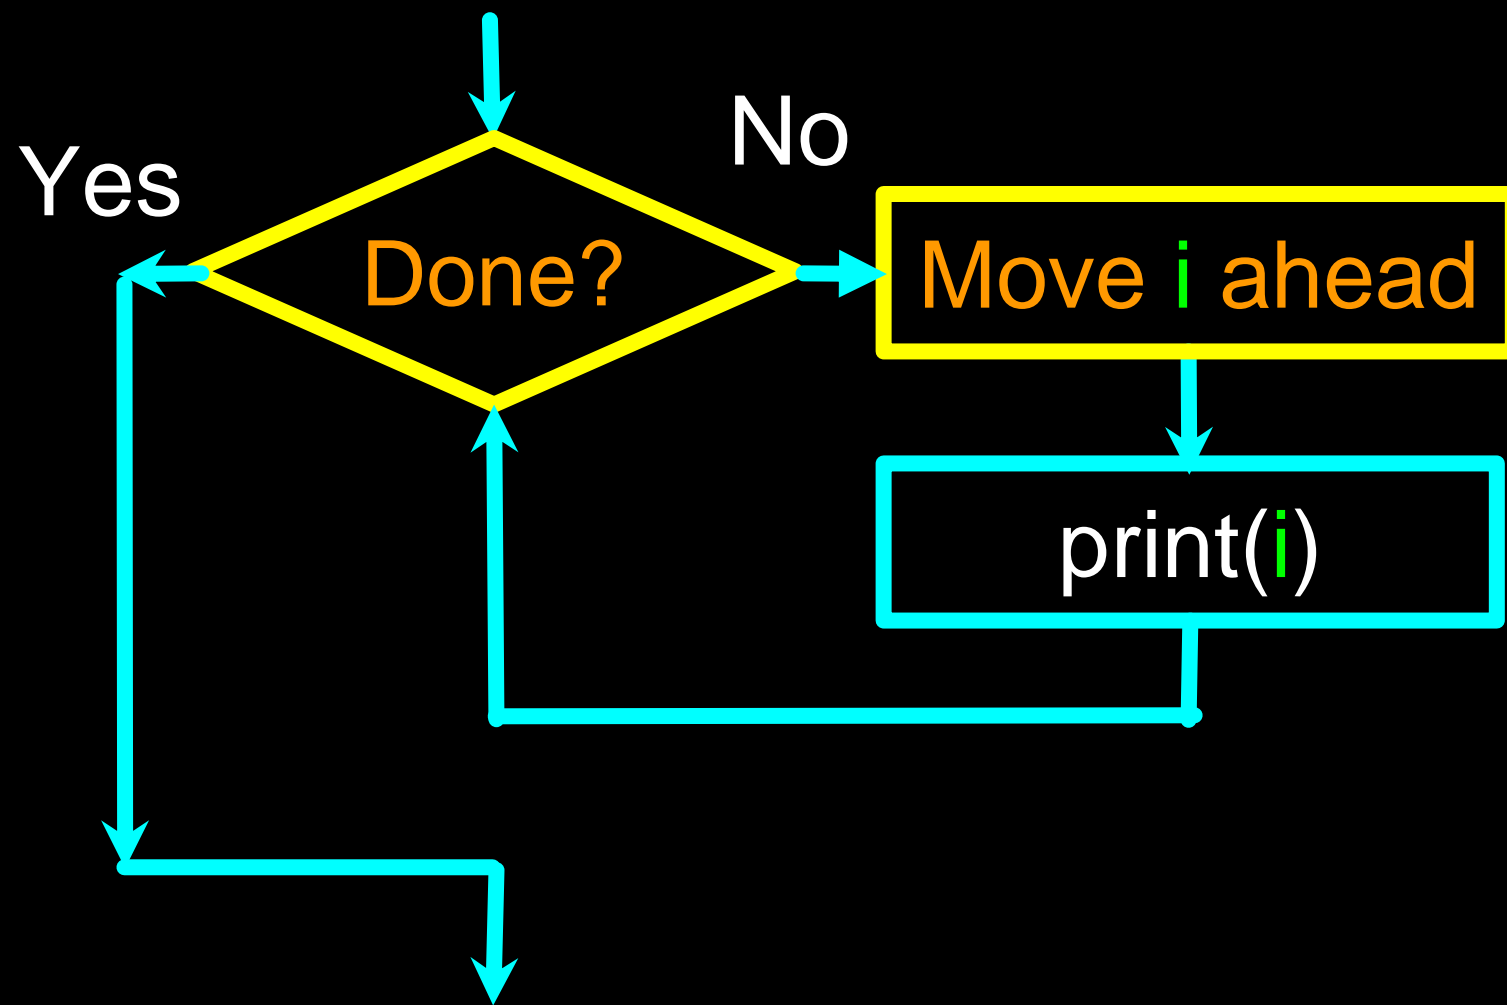 Yes
No
Done?
Move i ahead
print(i)